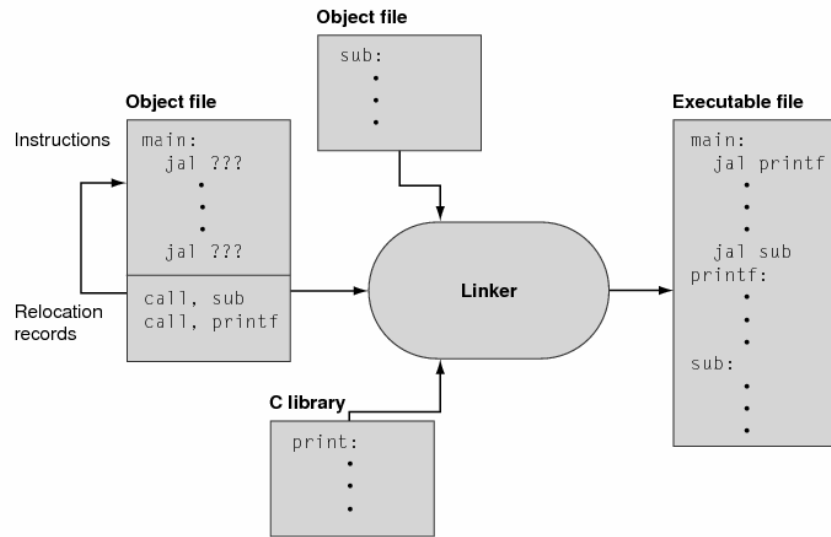 Object file
sub:
Object file
Instructions
main:
jal ???
jal ???
Relocation
records
call, sub
call, printf
Linker
C library
print:
Executable file
main:
jal printf
jal sub
printf:
sub: